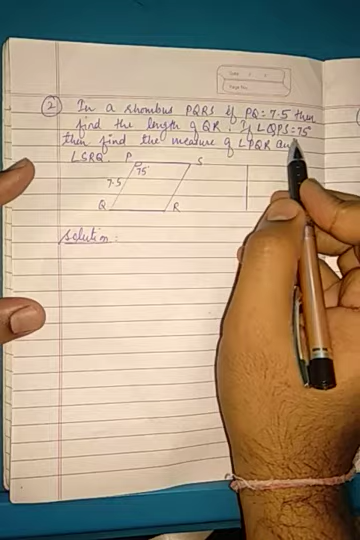 ② In a rhombus PQRS if PQ = 7.5 then
find the length of QR. If ∠QPS = 75°
then find the measure of ∠PQR
∠SRQ.
P S
75
7.5
Q R
Solution :